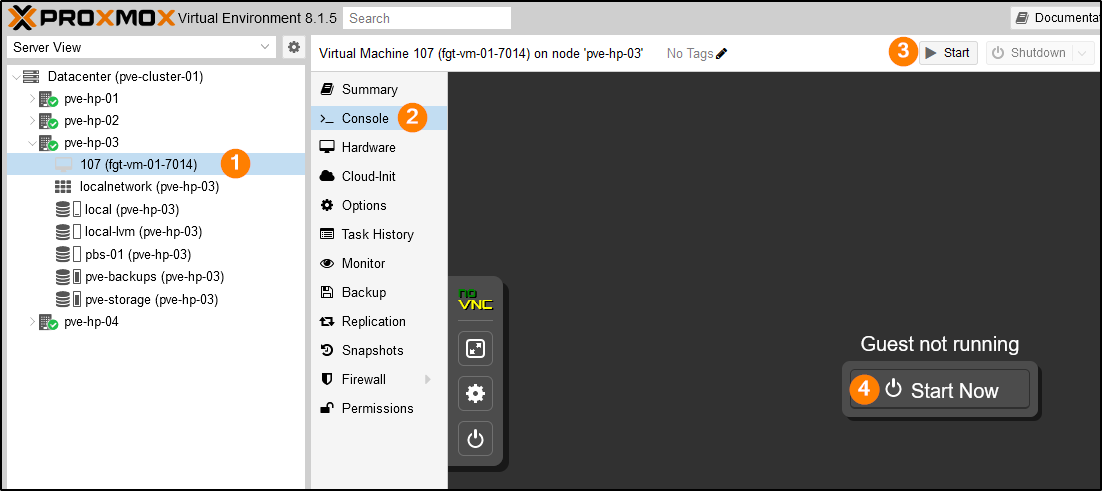 PROXMOX Virtual Environment 8.1.5 Search Documenta
Server View
Virtual Machine 107 (fgt-vm-01-7014) on node 'pve-hp-03' No Tags 3 Start Shutdown
Datacenter (pve-cluster-01)
pve-hp-01
pve-hp-02
pve-hp-03
107 (fgt-vm-01-7014) 1
localnetwork (pve-hp-03)
local (pve-hp-03)
local-lvm (pve-hp-03)
pbs-01 (pve-hp-03)
pve-backups (pve-hp-03)
pve-storage (pve-hp-03)
pve-hp-04
Summary
Console 2
Hardware
Cloud-Init
Options
Task History
Monitor
Backup
Replication
Snapshots
Firewall
Permissions
no
VNC
Guest not running
4 Start Now